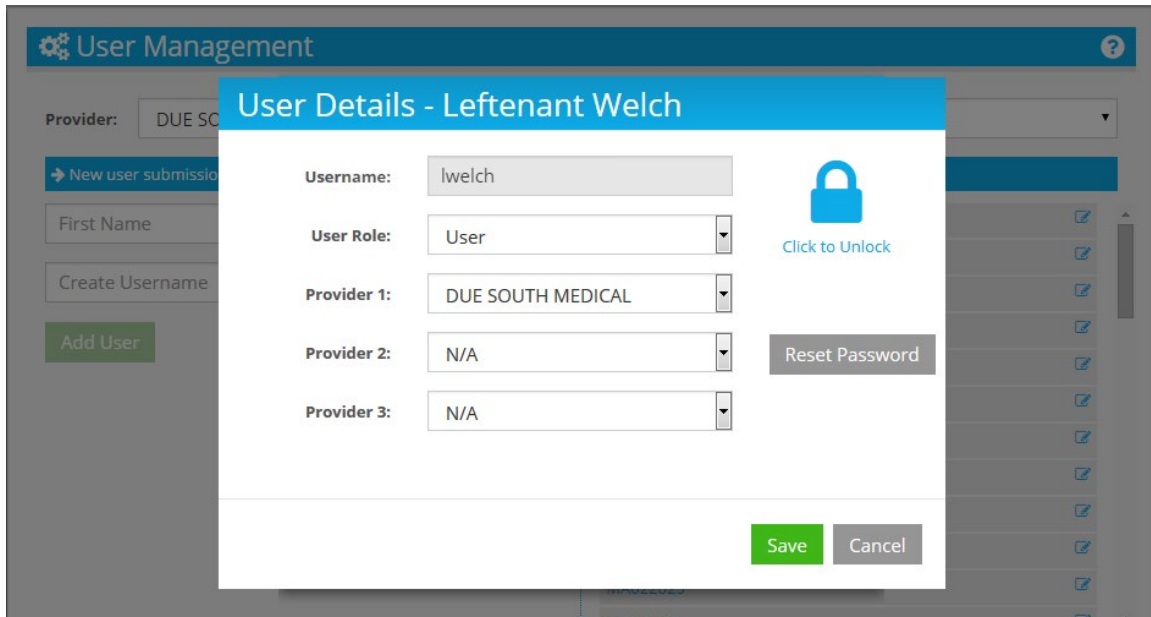 User Management
User Details - Leftenant Welch
Provider: DUE SO
New user submissio
First Name
Create Username
Add User
Username: lwelch
User Role: User
Click to Unlock
Provider 1: DUE SOUTH MEDICAL
Provider 2: N/A
Reset Password
Provider 3: N/A
Save Cancel